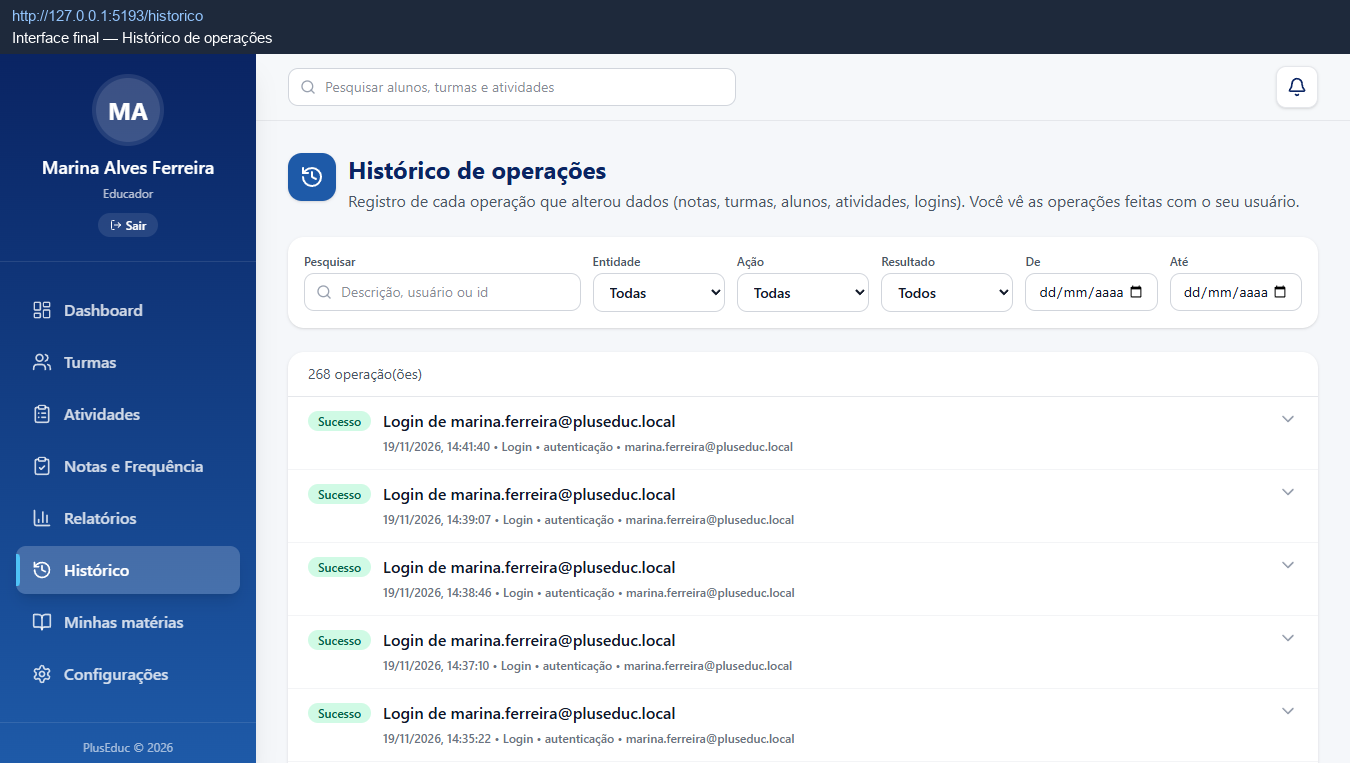 http://127.0.0.1:5193/historico
Interface final — Histórico de operações
MA
Marina Alves Ferreira
Educador
Sair
Dashboard
Turmas
Atividades
Notas e Frequência
Relatórios
Histórico
Minhas matérias
Configurações
PlusEduc © 2026
Pesquisar alunos, turmas e atividades
Histórico de operações
Registro de cada operação que alterou dados (notas, turmas, alunos, atividades, logins). Você vê as operações feitas com o seu usuário.
Pesquisar Entidade Ação Resultado De Até
Descrição, usuário ou id Todas Todas Todos dd/mm/aaaa dd/mm/aaaa
268 operação(ões)
Sucesso Login de marina.ferreira@pluseduc.local
19/11/2026, 14:41:40 • Login • autenticação • marina.ferreira@pluseduc.local
Sucesso Login de marina.ferreira@pluseduc.local
19/11/2026, 14:39:07 • Login • autenticação • marina.ferreira@pluseduc.local
Sucesso Login de marina.ferreira@pluseduc.local
19/11/2026, 14:38:46 • Login • autenticação • marina.ferreira@pluseduc.local
Sucesso Login de marina.ferreira@pluseduc.local
19/11/2026, 14:37:10 • Login • autenticação • marina.ferreira@pluseduc.local
Sucesso Login de marina.ferreira@pluseduc.local
19/11/2026, 14:35:22 • Login • autenticação • marina.ferreira@pluseduc.local